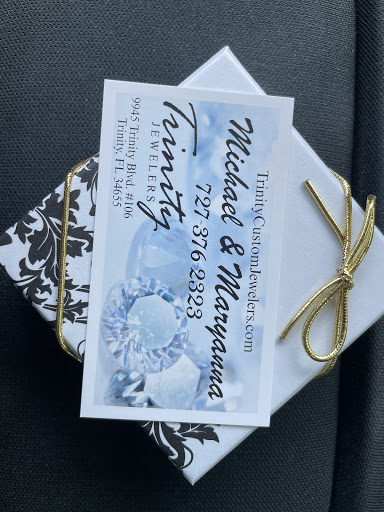 TrinityCustomJewelers.com
Michael & Maryanna
727-376-2323
Trinity
JEWELERS
9945 Trinity Blvd. #106
Trinity, FL 34655